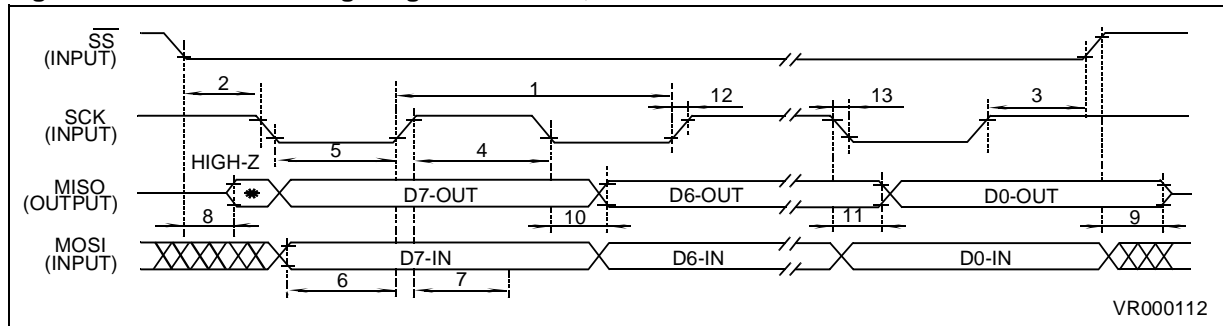 SS
(INPUT)
2
1
12
13
3
SCK
(INPUT)
5
4
HIGH-Z
MISO
(OUTPUT)
D7-OUT
D6-OUT
D0-OUT
8
10
11
9
MOSI
(INPUT)
D7-IN
D6-IN
D0-IN
6
7
VR000112